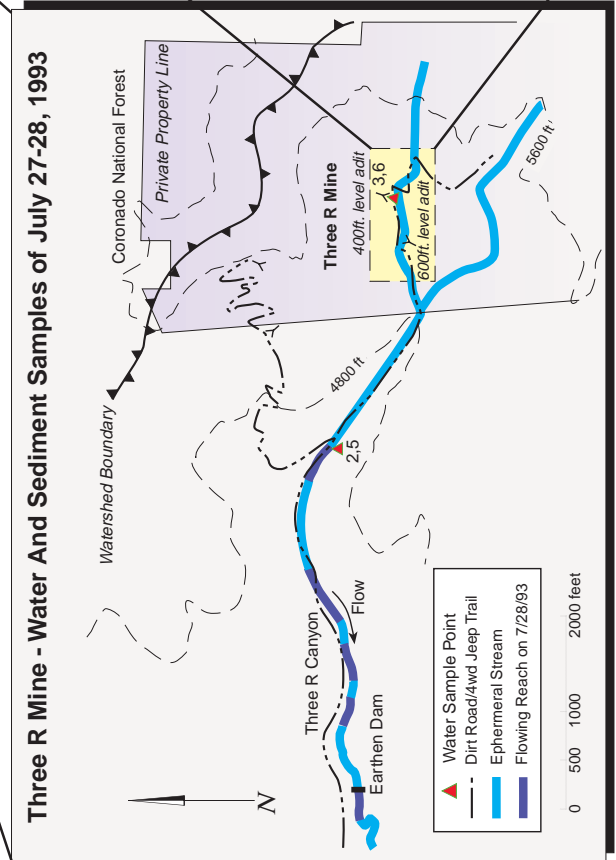 Three R Mine - Water And Sediment Samples of July 27-28, 1993
Coronado National Forest
Private Property Line
Watershed Boundary
Three R Mine
400ft. level adit
3,6
600ft. level adit
5600 ft
4800 ft
2,5
Three R Canyon
Flow
Earthen Dam
N
Water Sample Point
Dirt Road/4wd Jeep Trail
Ephemeral Stream
Flowing Reach on 7/28/93
0 500 1000 2000 feet